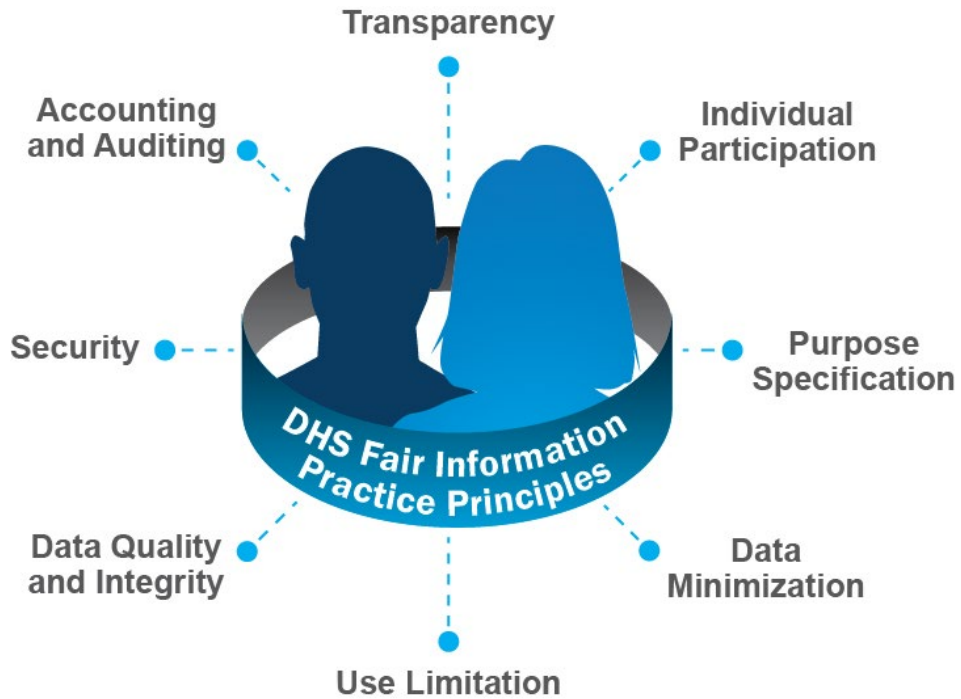 Transparency
Accounting
and Auditing
Individual
Participation
Security
Purpose
Specification
DHS Fair Information
Practice Principles
Data Quality
and Integrity
Data
Minimization
Use Limitation